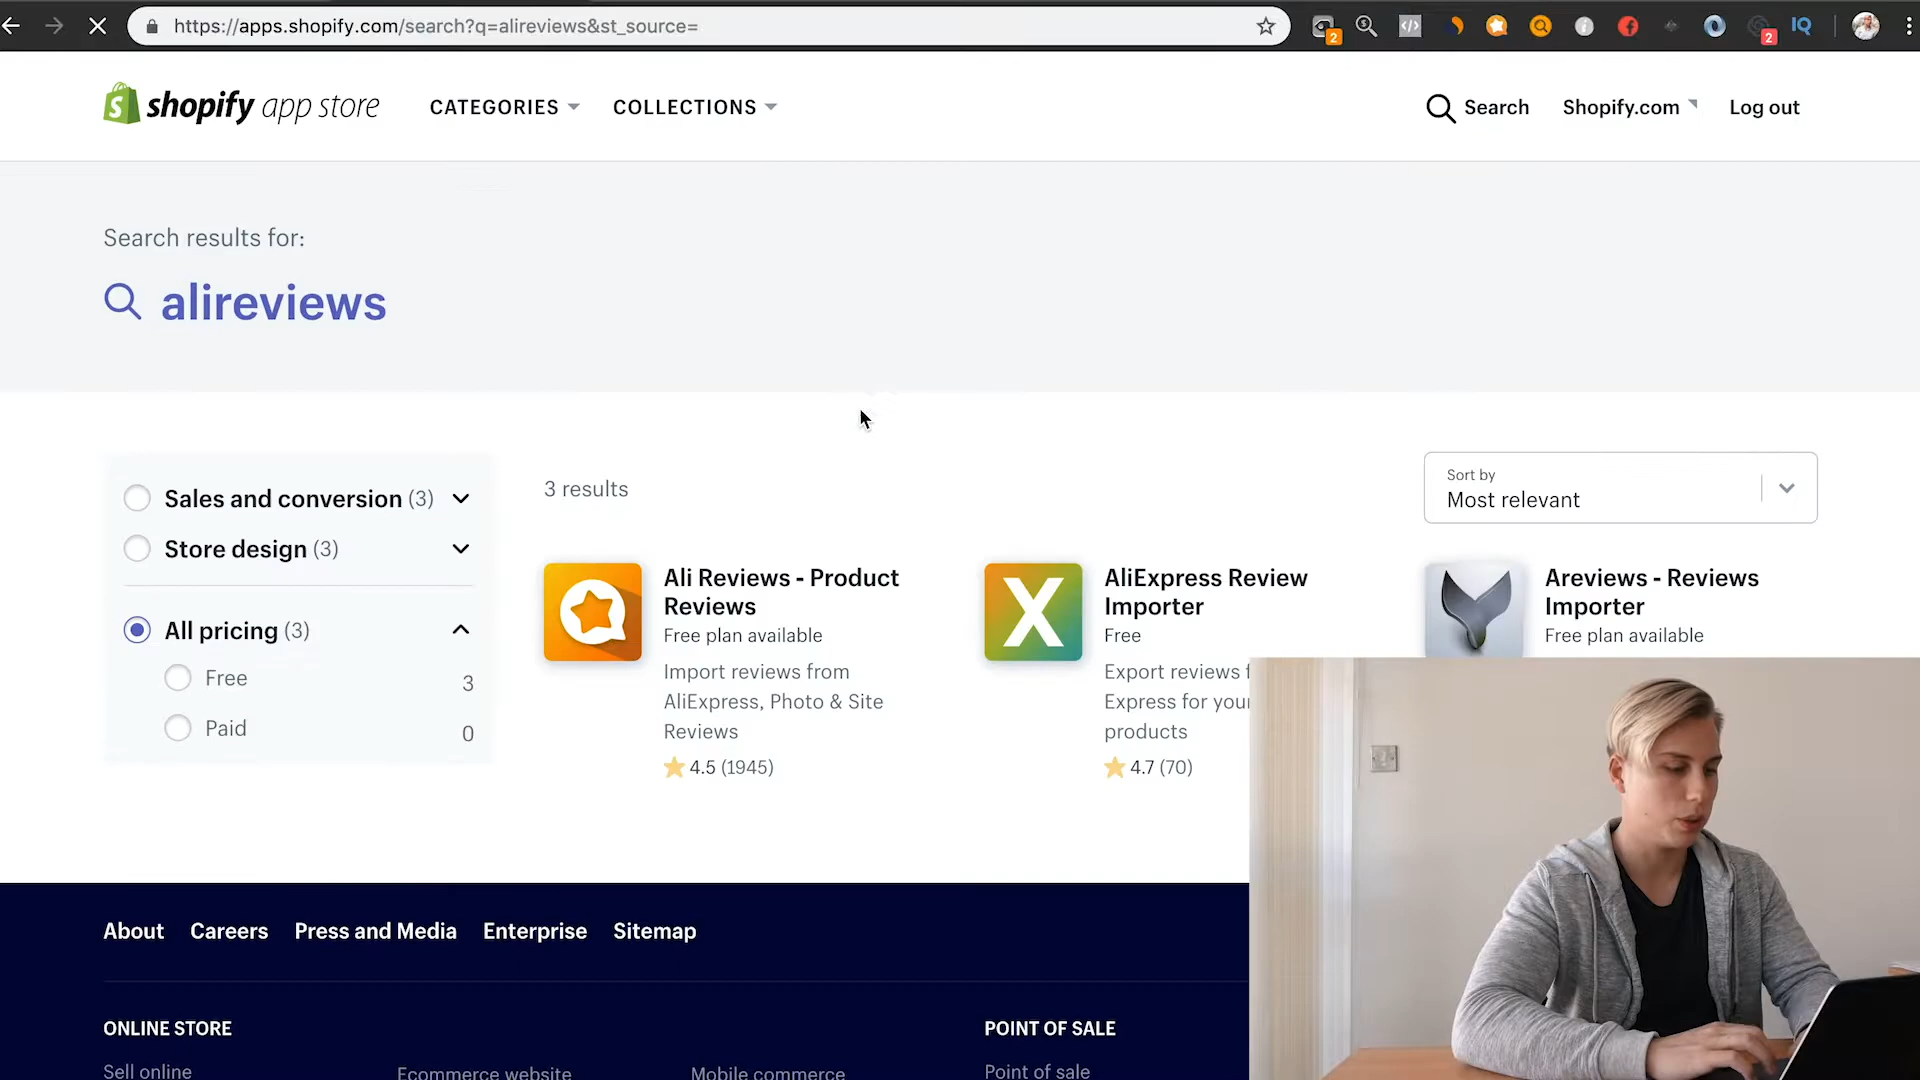 https://apps.shopify.com/search?q=alireviews&st_source=
2
2
IQ
shopify app store
CATEGORIES
COLLECTIONS
Search
Shopify.com
Log out
Search results for:
alireviews
Sales and conversion (3)
Store design (3)
All pricing (3)
Free
3
Paid
0
3 results
Sort by
Most relevant
Ali Reviews - Product
Reviews
Free plan available
Import reviews from
AliExpress, Photo & Site
Reviews
4.5 (1945)
AliExpress Review
Importer
Free
Export reviews
Express for your
products
4.7 (70)
Areviews - Reviews
Importer
Free plan available
About
Careers
Press and Media
Enterprise
Sitemap
ONLINE STORE
POINT OF SALE
Sell online
Ecommerce website
Mobile commerce
Point of sale